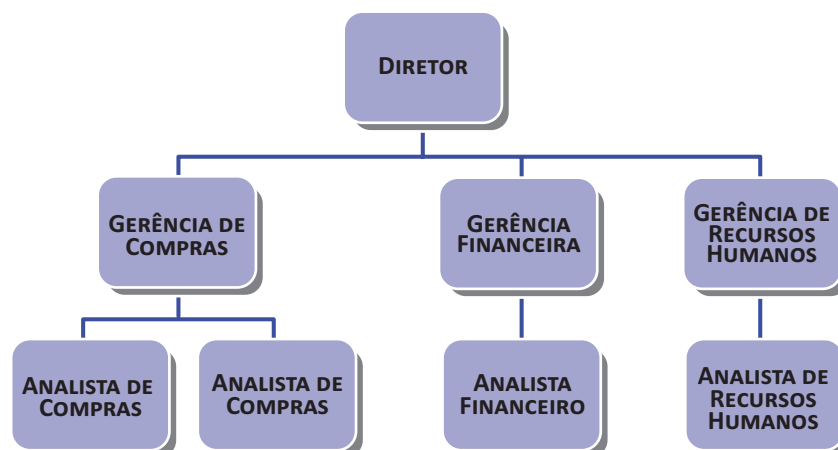 DIRETOR
GERÊNCIA DE
COMPRAS
GERÊNCIA
FINANCEIRA
GERÊNCIA DE
RECURSOS
HUMANOS
ANALISTA DE
COMPRAS
ANALISTA DE
COMPRAS
ANALISTA
FINANCEIRO
ANALISTA DE
RECURSOS
HUMANOS